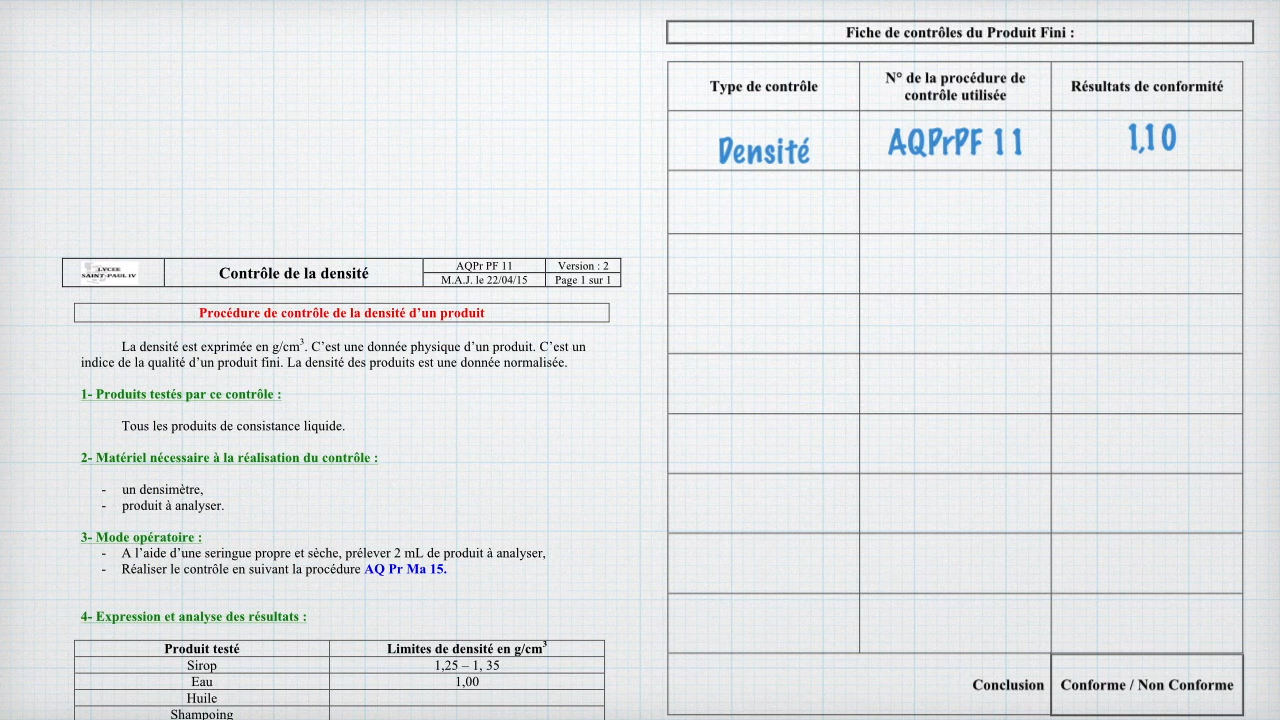 LYCEE
SAINT-PAUL IV
Contrôle de la densité
AQPr PF 11
Version : 2
M.A.J. le 22/04/15
Page 1 sur 1
Procédure de contrôle de la densité d’un produit
La densité est exprimée en g/cm³. C’est une donnée physique d’un produit. C’est un
indice de la qualité d’un produit fini. La densité des produits est une donnée normalisée.
1- Produits testés par ce contrôle :
Tous les produits de consistance liquide.
2- Matériel nécessaire à la réalisation du contrôle :
- un densimètre,
- produit à analyser.
3- Mode opératoire :
- A l’aide d’une seringue propre et sèche, prélever 2 mL de produit à analyser,
- Réaliser le contrôle en suivant la procédure AQ Pr Ma 15.
4- Expression et analyse des résultats :
Produit testé Limites de densité en g/cm³
Sirop 1,25 – 1, 35
Eau 1,00
Huile
Shampoing
Fiche de contrôles du Produit Fini :
Type de contrôle
N° de la procédure de
contrôle utilisée
Résultats de conformité
Densité AQPrPF 11 1,10
Conclusion Conforme / Non Conforme